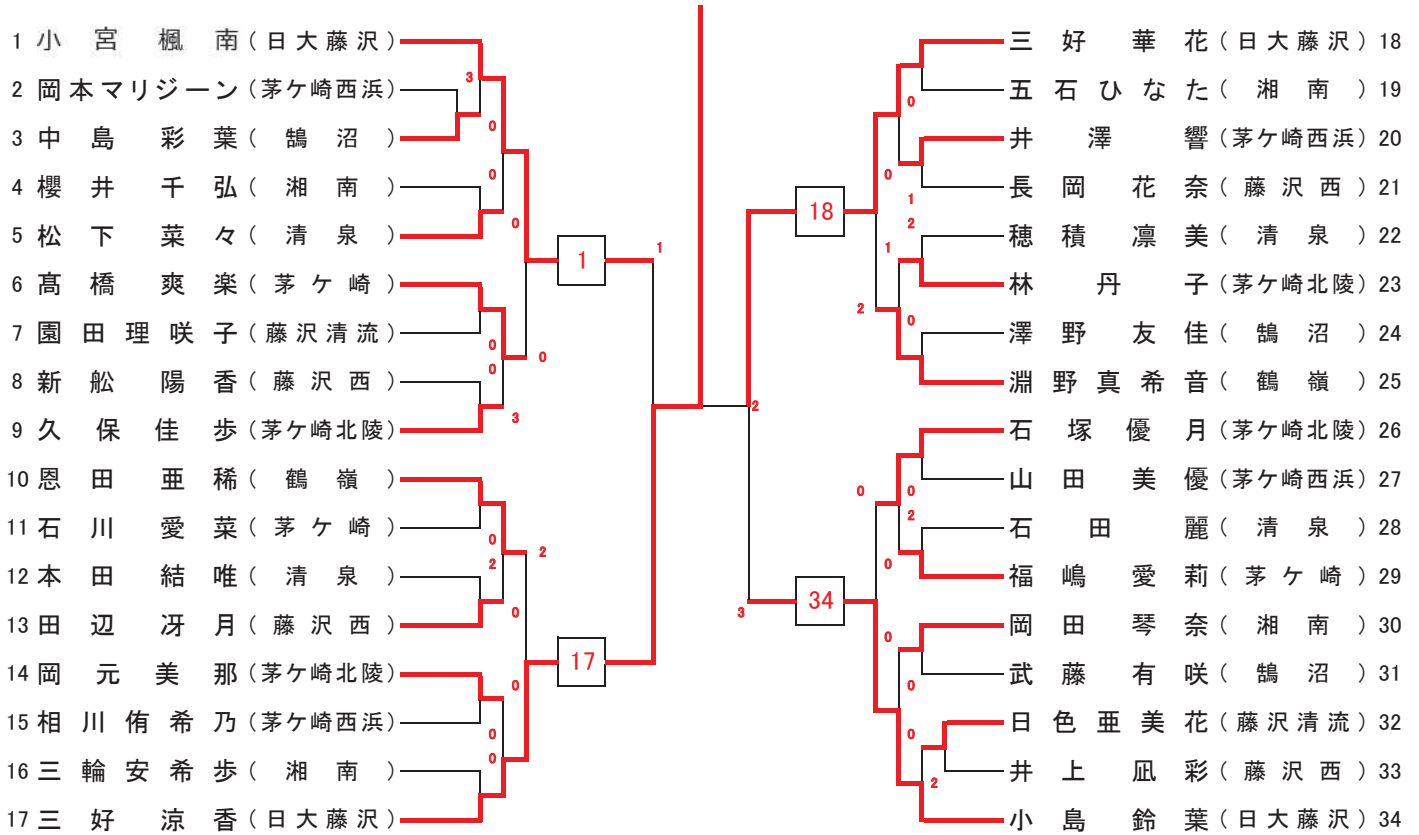 1 小宮楓南(日大藤沢)
2 岡本マリジーン(茅ケ崎西浜)
3 中島彩葉(鵠沼)
4 櫻井千弘(湘南)
5 松下菜々(清泉)
6 髙橋爽楽(茅ケ崎)
7 園田理咲子(藤沢清流)
8 新舩陽香(藤沢西)
9 久保佳歩(茅ケ崎北陵)
10 恩田亜稀(鶴嶺)
11 石川愛菜(茅ケ崎)
12 本田結唯(清泉)
13 田辺冴月(藤沢西)
14 岡元美那(茅ケ崎北陵)
15 相川侑希乃(茅ケ崎西浜)
16 三輪安希歩(湘南)
17 三好涼香(日大藤沢)
3
0
0
0
0
0
0
3
0
2
2
0
0
0
0
1
17
1
2
3
18
34
三好華花(日大藤沢) 18
五石ひなた(湘南) 19
井澤響(茅ケ崎西浜) 20
長岡花奈(藤沢西) 21
穂積凛美(清泉) 22
林丹子(茅ケ崎北陵) 23
澤野友佳(鵠沼) 24
淵野真希音(鶴嶺) 25
石塚優月(茅ケ崎北陵) 26
山田美優(茅ケ崎西浜) 27
石田麗(清泉) 28
福嶋愛莉(茅ケ崎) 29
岡田琴奈(湘南) 30
武藤有咲(鵠沼) 31
日色亜美花(藤沢清流) 32
井上凪彩(藤沢西) 33
小島鈴葉(日大藤沢) 34
0
0
1
2
1
2
0
0
0
2
0
0
0
0
2